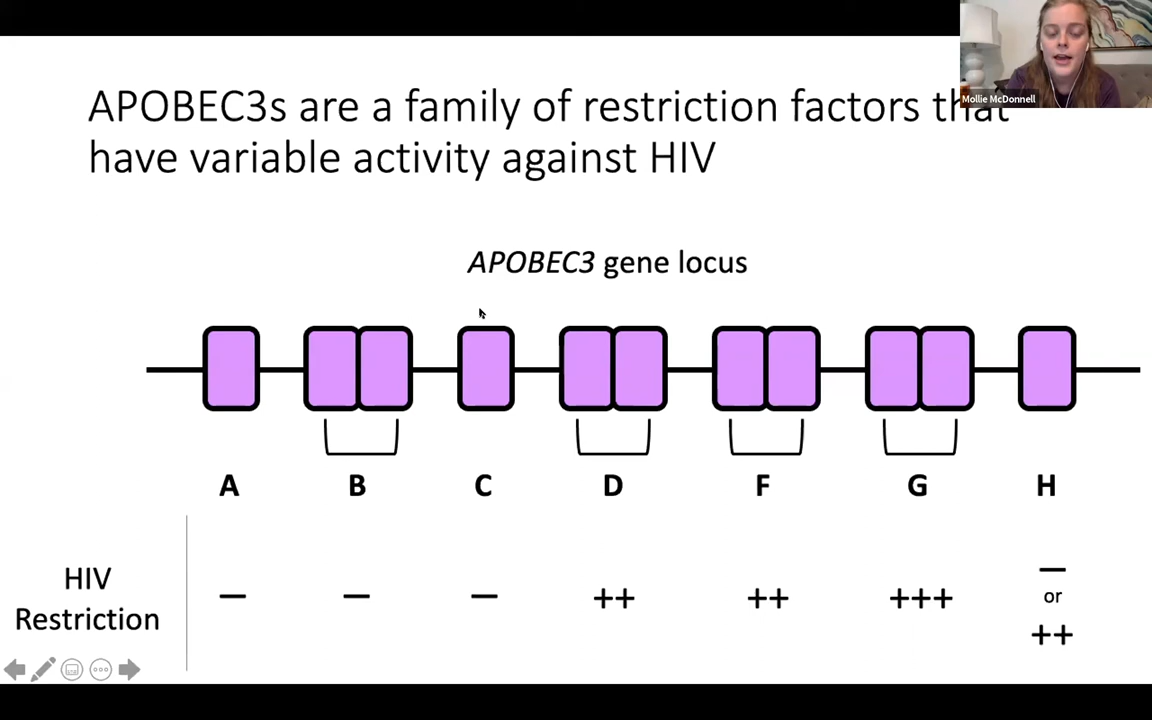 Mollie McDonnell
APOBEC3s are a family of restriction factors that
have variable activity against HIV
APOBEC3 gene locus
A B C D F G H
HIV
Restriction
— — — ++ ++ +++ — or ++